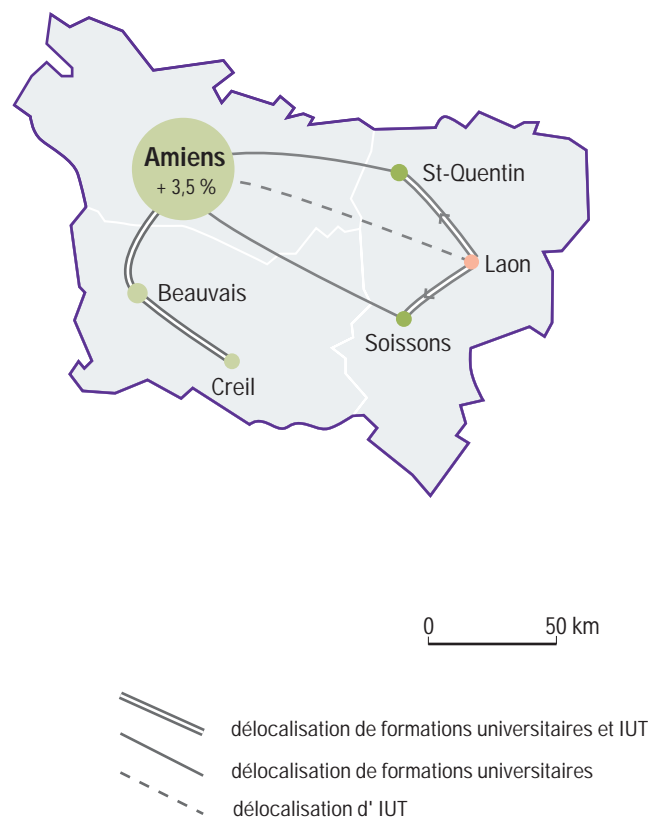 Amiens
+ 3,5 %
St-Quentin
Laon
Beauvais
Soissons
Creil
0 50 km
délocalisation de formations universitaires et IUT
délocalisation de formations universitaires
délocalisation d' IUT